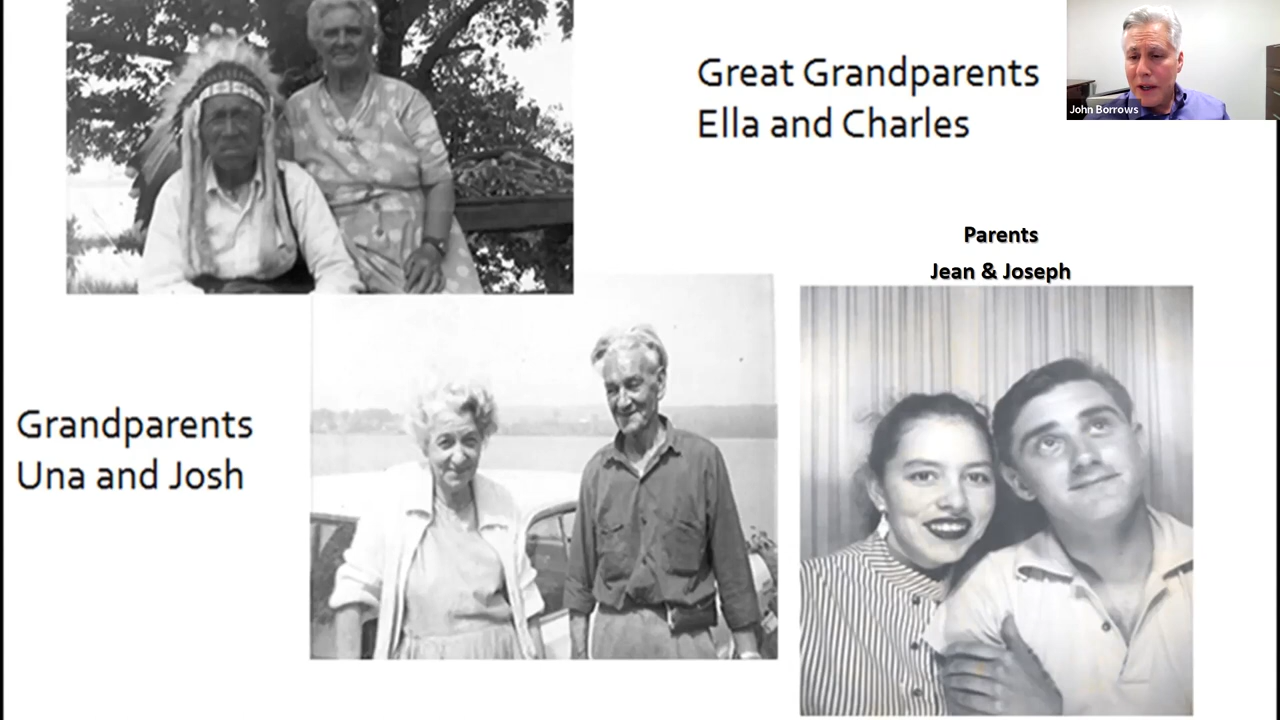 Great Grandparents
Ella and Charles
John Borrows
Parents
Jean & Joseph
Grandparents
Una and Josh